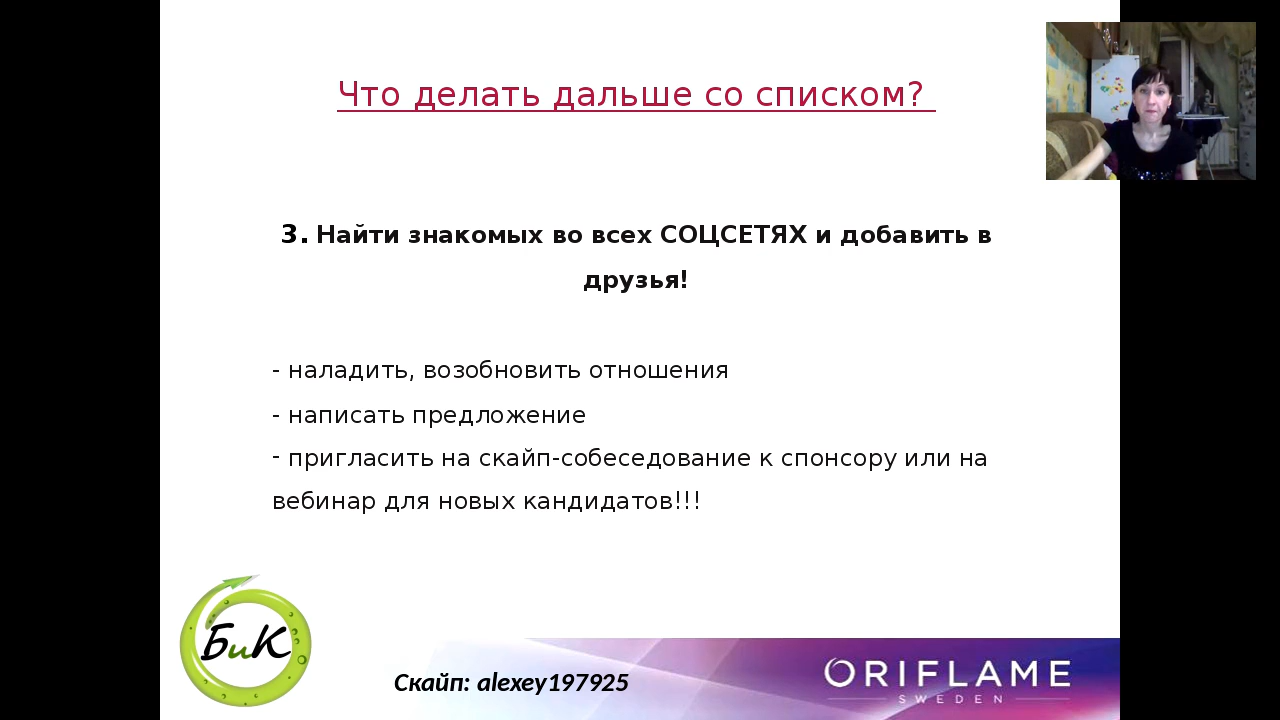 Что делать дальше со списком?
3. Найти знакомых во всех СОЦСЕТЯХ и добавить в
друзья!
- наладить, возобновить отношения
- написать предложение
- пригласить на скайп-собеседование к спонсору или на
вебинар для новых кандидатов!!!
БиК
Скайп: alexey197925
ORIFLAME
SWEDEN